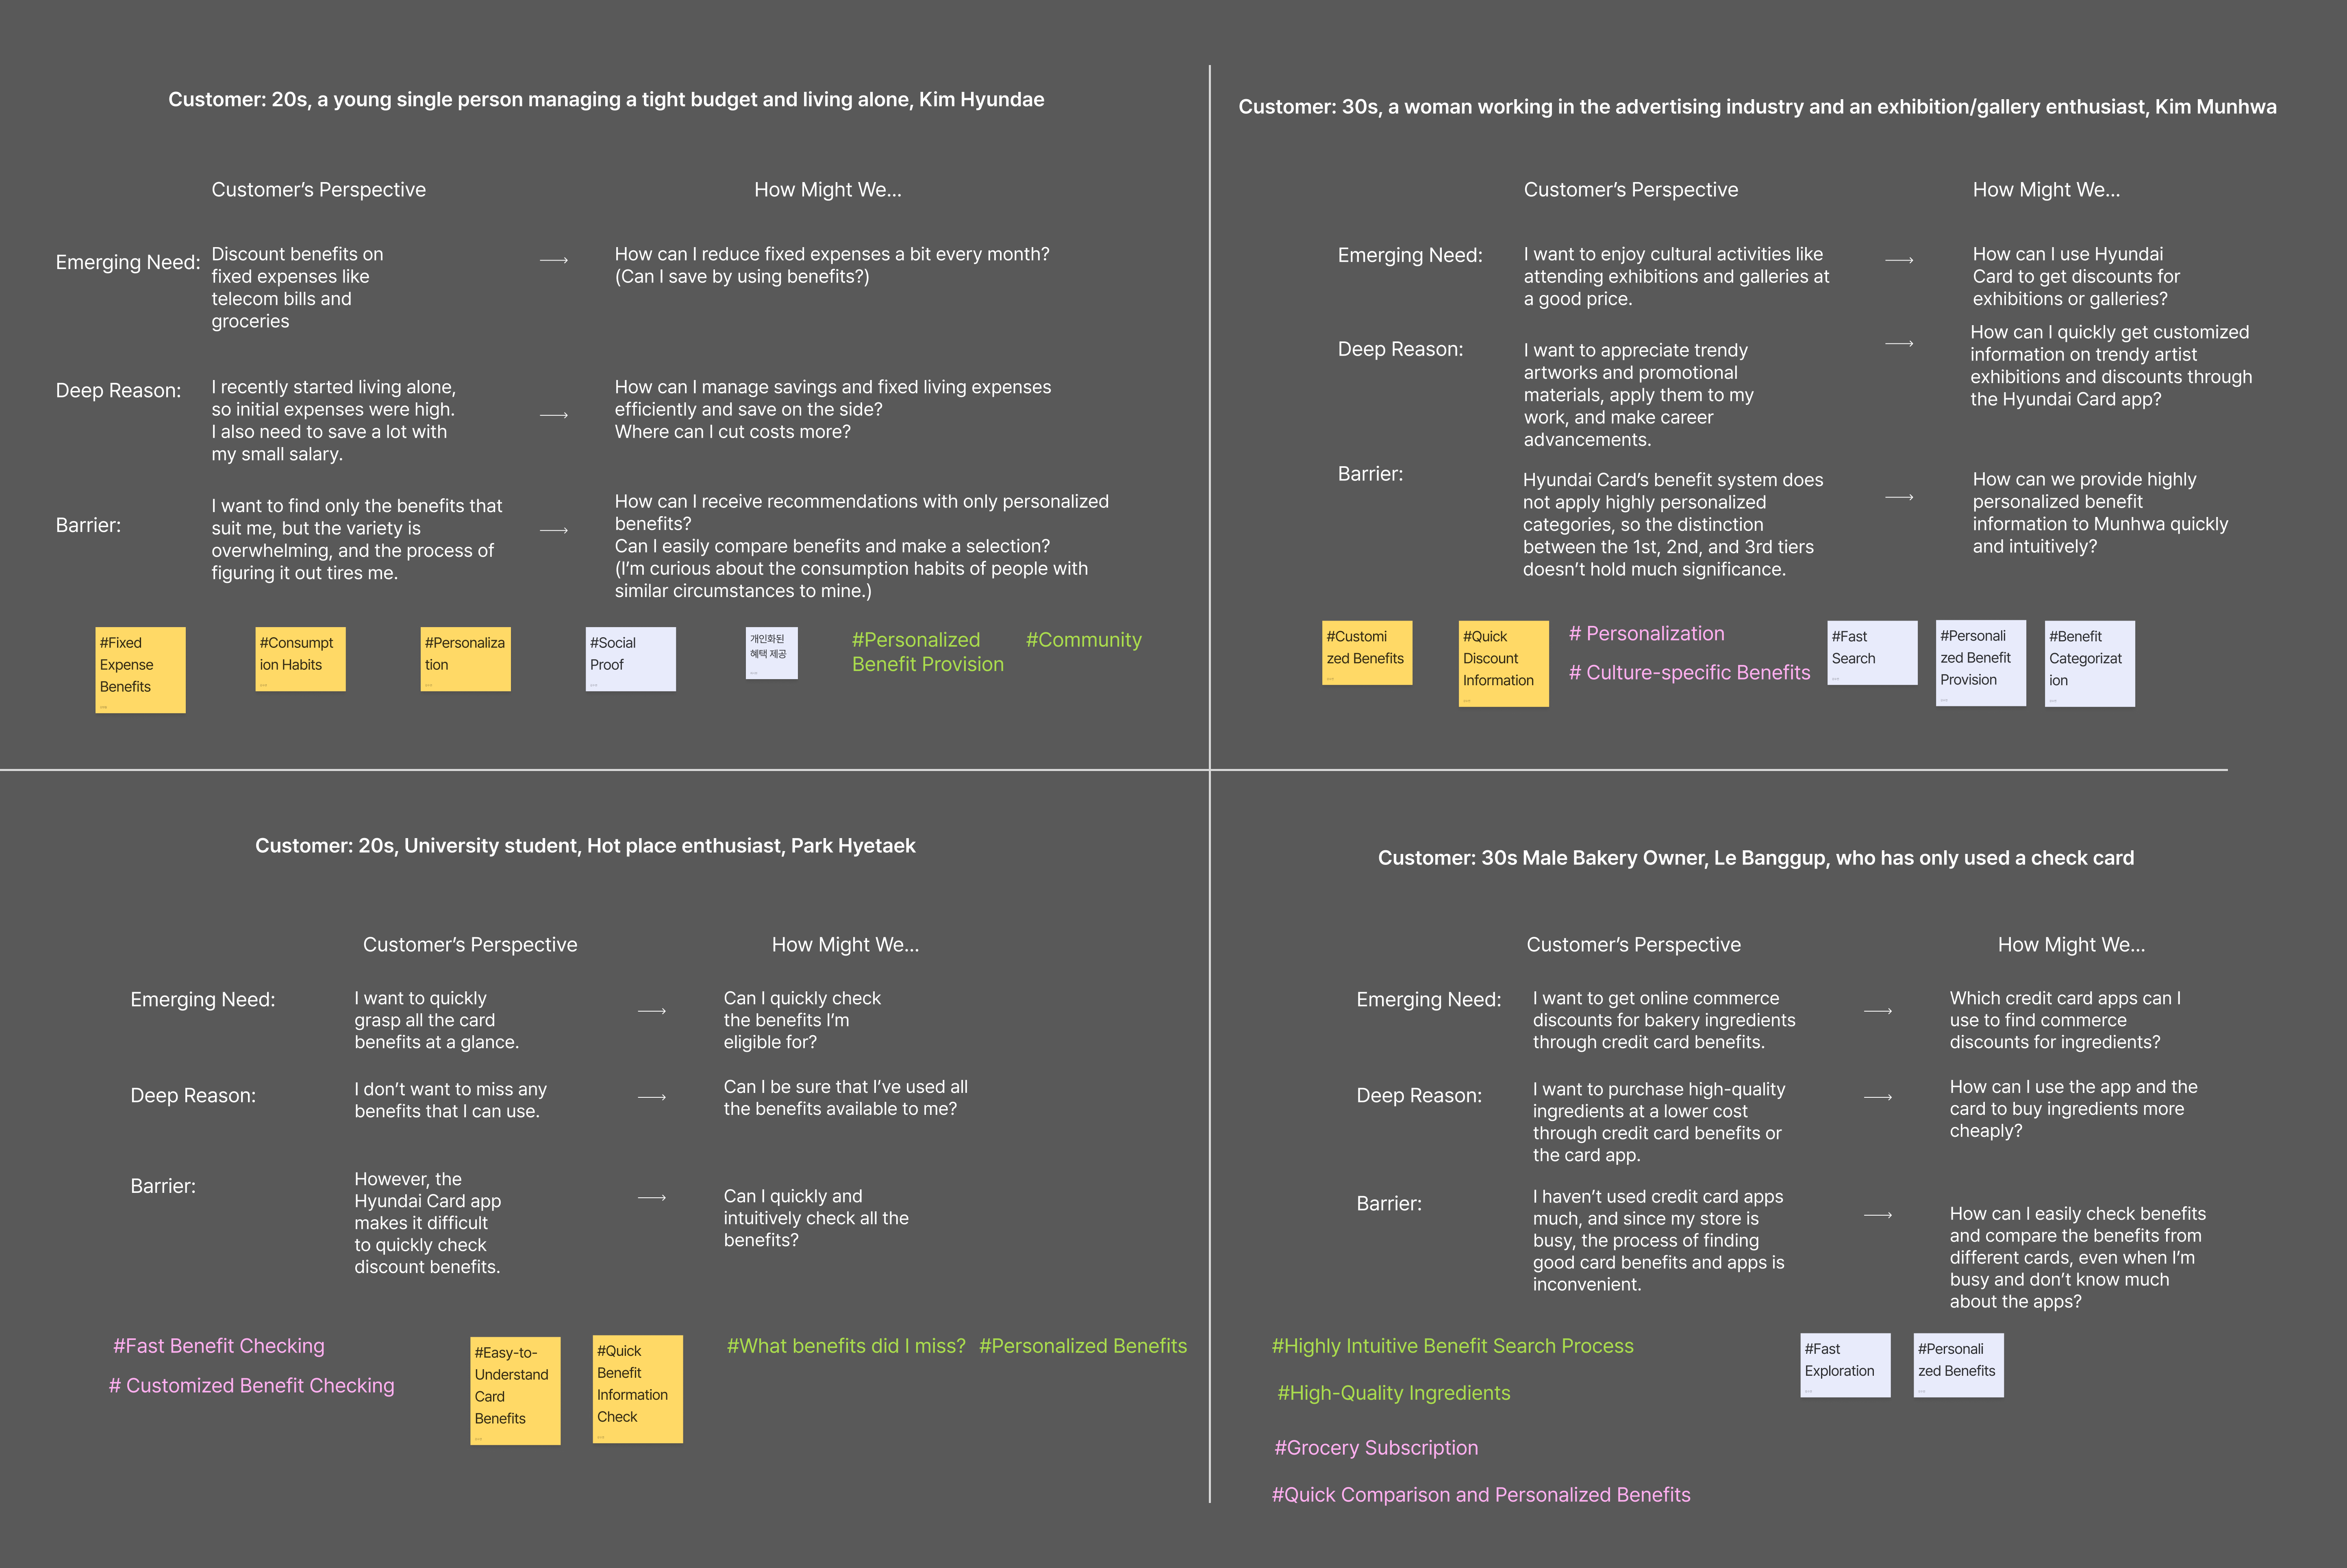 Customer: 20s, a young single person managing a tight budget and living alone, Kim Hyundae
Customer's Perspective
How Might We...
Emerging Need:
Discount benefits on
fixed expenses like
telecom bills and
groceries
How can I reduce fixed expenses a bit every month?
(Can I save by using benefits?)
Deep Reason:
I recently started living alone,
so initial expenses were high.
I also need to save a lot with
my small salary.
How can I manage savings and fixed living expenses
efficiently and save on the side?
Where can I cut costs more?
Barrier:
I want to find only the benefits that
suit me, but the variety is
overwhelming, and the process of
figuring it out tires me.
How can I receive recommendations with only personalized
benefits?
Can I easily compare benefits and make a selection?
(I'm curious about the consumption habits of people with
similar circumstances to mine.)
#Fixed
Expense
Benefits
#Consumpt
ion Habits
#Personaliza
tion
#Social
Proof
개인화된
혜택 제공
#Personalized
Benefit Provision
#Community
Customer: 30s, a woman working in the advertising industry and an exhibition/gallery enthusiast, Kim Munhwa
Customer's Perspective
How Might We...
Emerging Need:
I want to enjoy cultural activities like
attending exhibitions and galleries at
a good price.
How can I use Hyundai
Card to get discounts for
exhibitions or galleries?
Deep Reason:
I want to appreciate trendy
artworks and promotional
materials, apply them to my
work, and make career
advancements.
How can I quickly get customized
information on trendy artist
exhibitions and discounts through
the Hyundai Card app?
Barrier:
Hyundai Card's benefit system does
not apply highly personalized
categories, so the distinction
between the 1st, 2nd, and 3rd tiers
doesn't hold much significance.
How can we provide highly
personalized benefit
information to Munhwa quickly
and intuitively?
#Customi
zed Benefits
#Quick
Discount
Information
# Personalization
# Culture-specific Benefits
#Fast
Search
#Personali
zed Benefit
Provision
#Benefit
Categorizat
ion
Customer: 20s, University student, Hot place enthusiast, Park Hyetaek
Customer's Perspective
How Might We...
Emerging Need:
I want to quickly
grasp all the card
benefits at a glance.
Can I quickly check
the benefits I'm
eligible for?
Deep Reason:
I don't want to miss any
benefits that I can use.
Can I be sure that I've used all
the benefits available to me?
Barrier:
However, the
Hyundai Card app
makes it difficult
to quickly check
discount benefits.
Can I quickly and
intuitively check all the
benefits?
#Fast Benefit Checking
# Customized Benefit Checking
#Easy-to-
Understand
Card
Benefits
#Quick
Benefit
Information
Check
#What benefits did I miss?
#Personalized Benefits
Customer: 30s Male Bakery Owner, Le Banggup, who has only used a check card
Customer's Perspective
How Might We...
Emerging Need:
I want to get online commerce
discounts for bakery ingredients
through credit card benefits.
Which credit card apps can I
use to find commerce
discounts for ingredients?
Deep Reason:
I want to purchase high-quality
ingredients at a lower cost
through credit card benefits or
the card app.
How can I use the app and the
card to buy ingredients more
cheaply?
Barrier:
I haven't used credit card apps
much, and since my store is
busy, the process of finding
good card benefits and apps is
inconvenient.
How can I easily check benefits
and compare the benefits from
different cards, even when I'm
busy and don't know much
about the apps?
#Highly Intuitive Benefit Search Process
#High-Quality Ingredients
#Grocery Subscription
#Quick Comparison and Personalized Benefits
#Fast
Exploration
#Personali
zed Benefits